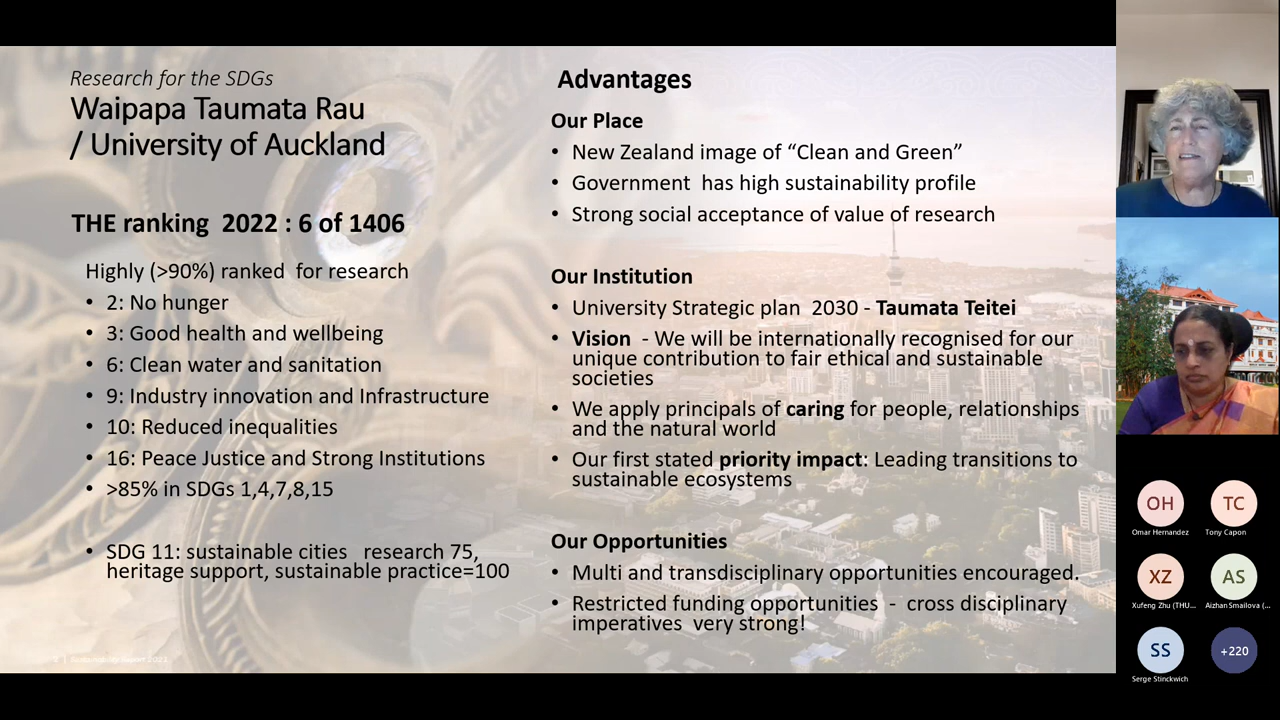 Research for the SDGs
Waipapa Taumata Rau
/ University of Auckland
THE ranking 2022 : 6 of 1406
Highly (>90%) ranked for research
• 2: No hunger
• 3: Good health and wellbeing
• 6: Clean water and sanitation
• 9: Industry innovation and Infrastructure
• 10: Reduced inequalities
• 16: Peace Justice and Strong Institutions
• >85% in SDGs 1,4,7,8,15
• SDG 11: sustainable cities research 75,
heritage support, sustainable practice=100
Advantages
Our Place
• New Zealand image of “Clean and Green”
• Government has high sustainability profile
• Strong social acceptance of value of research
Our Institution
• University Strategic plan 2030 - Taumata Teitei
• Vision - We will be internationally recognised for our
unique contribution to fair ethical and sustainable
societies
• We apply principals of caring for people, relationships
and the natural world
• Our first stated priority impact: Leading transitions to
sustainable ecosystems
Our Opportunities
• Multi and transdisciplinary opportunities encouraged.
• Restricted funding opportunities - cross disciplinary
imperatives very strong!
OH
Omar Hernandez
TC
Tony Capon
XZ
Xufeng Zhu (THU...
AS
Aizhan Smailova (...
SS
Serge Stinckwich
+220